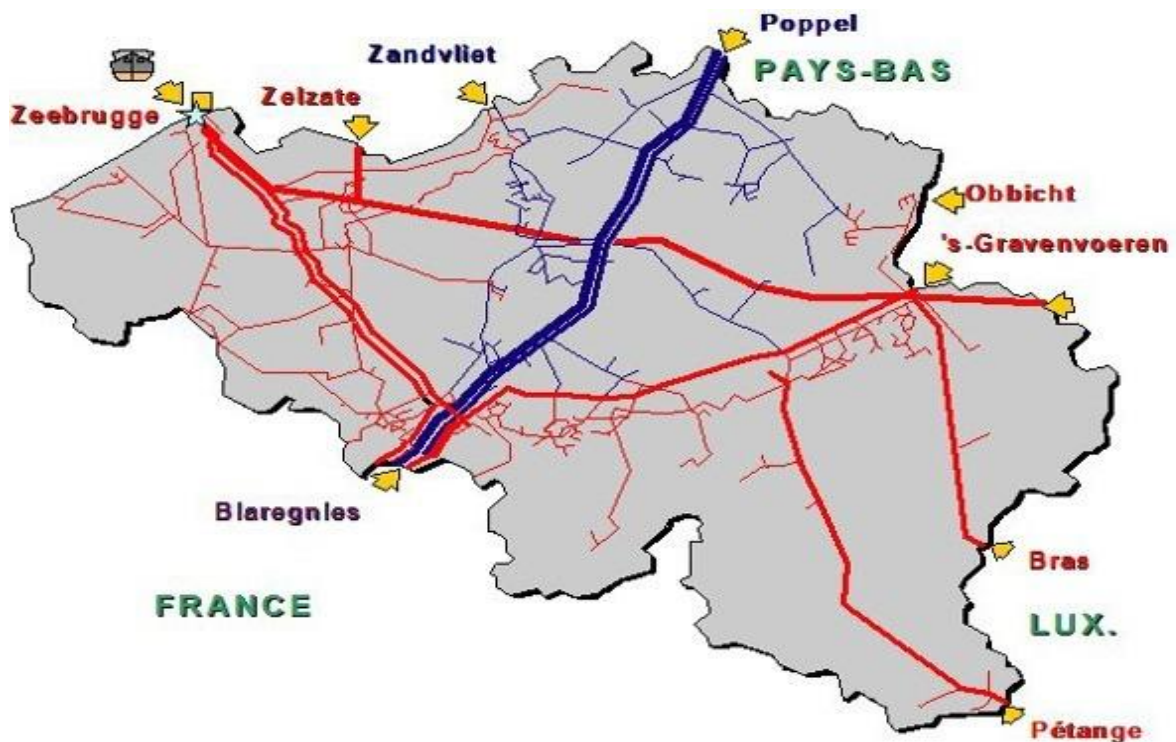 Poppel
Zandvliet
PAYS-BAS
Zelzate
Zeebrugge
Obbicht
's-Gravenvoeren
Blaregnies
Bras
FRANCE
LUX.
Pétange